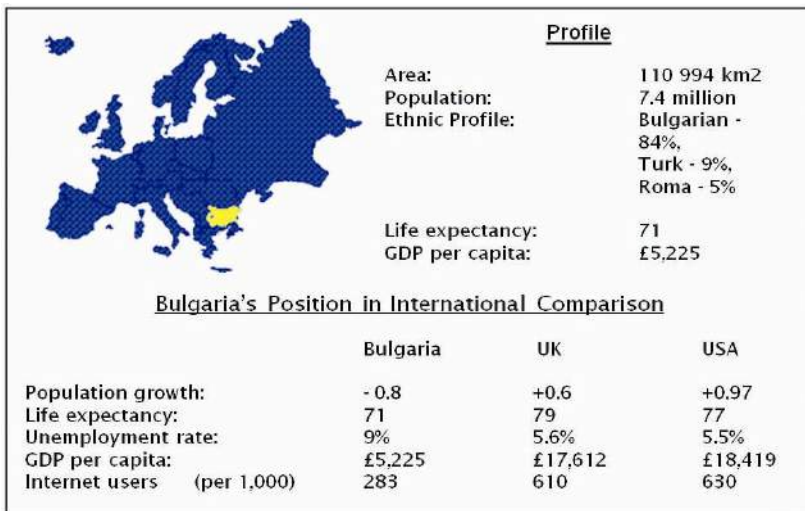 Profile
Area: 110 994 km2
Population: 7.4 million
Ethnic Profile: Bulgarian -
84%,
Turk - 9%,
Roma - 5%
Life expectancy: 71
GDP per capita: £5,225
Bulgaria's Position in International Comparison
Bulgaria UK USA
Population growth: - 0.8 +0.6 +0.97
Life expectancy: 71 79 77
Unemployment rate: 9% 5.6% 5.5%
GDP per capita: £5,225 £17,612 £18,419
Internet users (per 1,000) 283 610 630